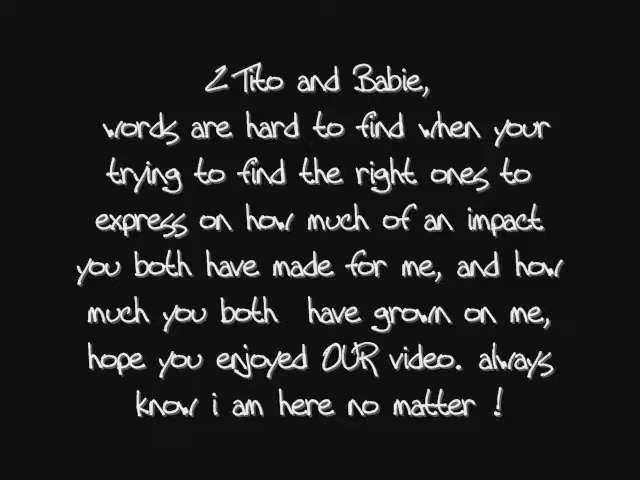 2 Tito and Babie,
words are hard to find when your
trying to find the right ones to
express on how much of an impact
you both have made for me, and how
much you both have grown on me,
hope you enjoyed OUR video. always
know i am here no matter !